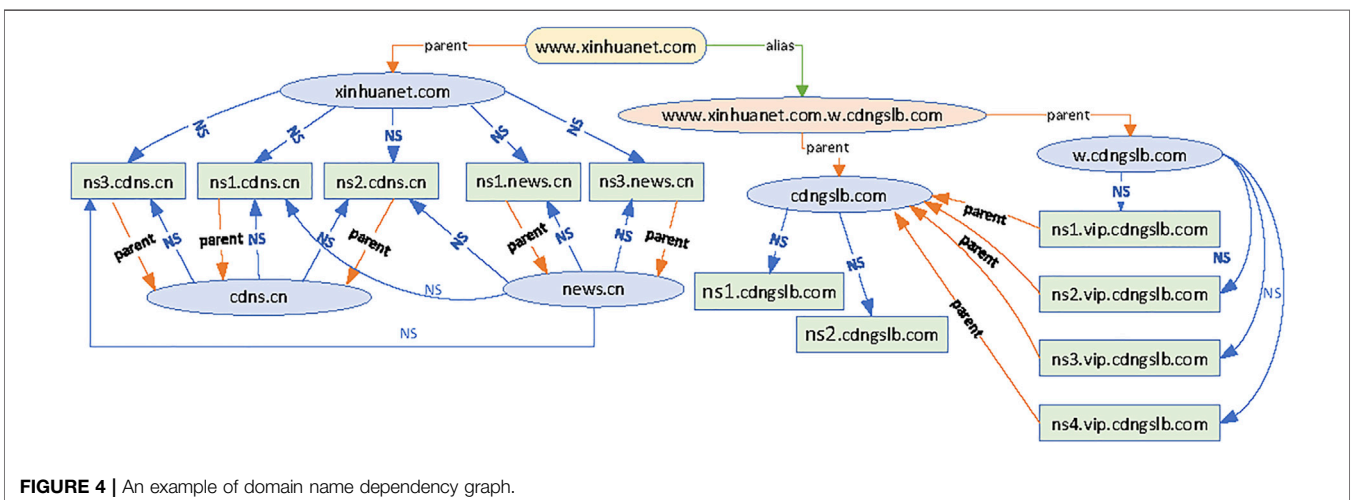 www.xinhuanet.com
parent
alias
xinhuanet.com
www.xinhuanet.com.w.cdngslb.com
parent
parent
w.cdngslb.com
NS
NS
NS
NS
NS
ns3.cdns.cn
ns1.cdns.cn
ns2.cdns.cn
ns1.news.cn
ns3.news.cn
cdngslb.com
NS
parent
ns1.vip.cdngslb.com
parent
NS
parent
NS
NS
parent
NS
parent
NS
NS
parent
NS
NS
parent
NS
cdns.cn
NS
news.cn
ns1.cdngslb.com
ns2.vip.cdngslb.com
NS
NS
parent
ns2.cdngslb.com
parent
ns3.vip.cdngslb.com
ns4.vip.cdngslb.com
FIGURE 4 | An example of domain name dependency graph.